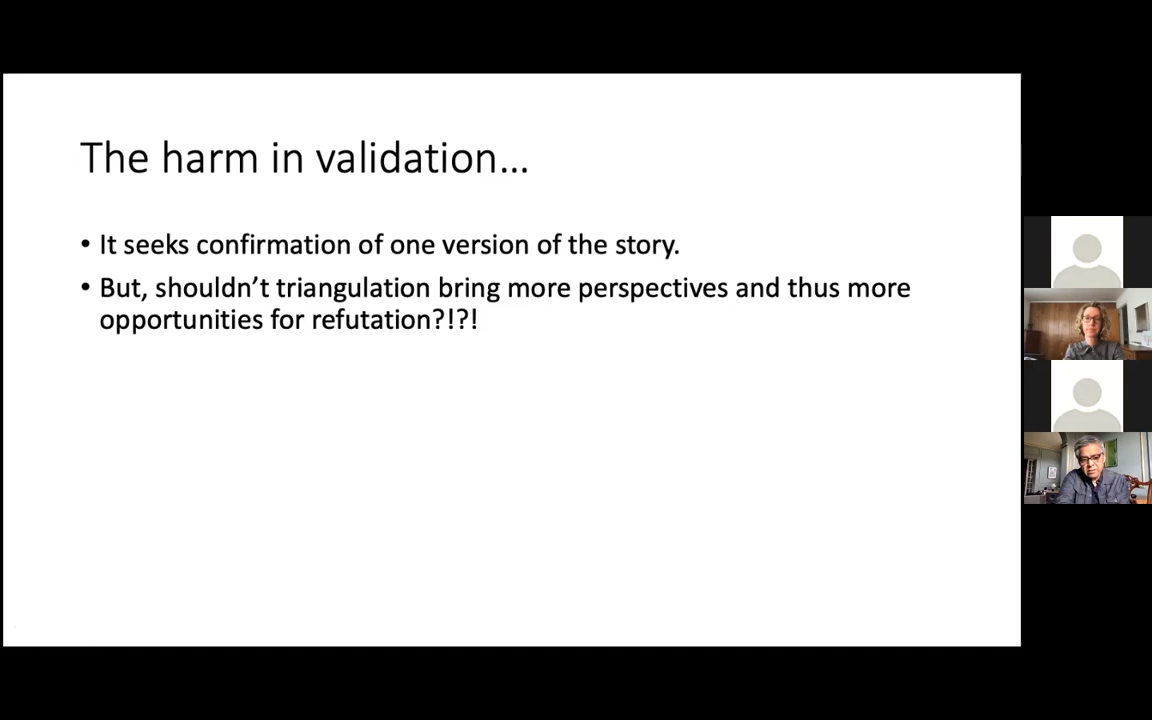 The harm in validation...
• It seeks confirmation of one version of the story.
• But, shouldn’t triangulation bring more perspectives and thus more
opportunities for refutation?!?!